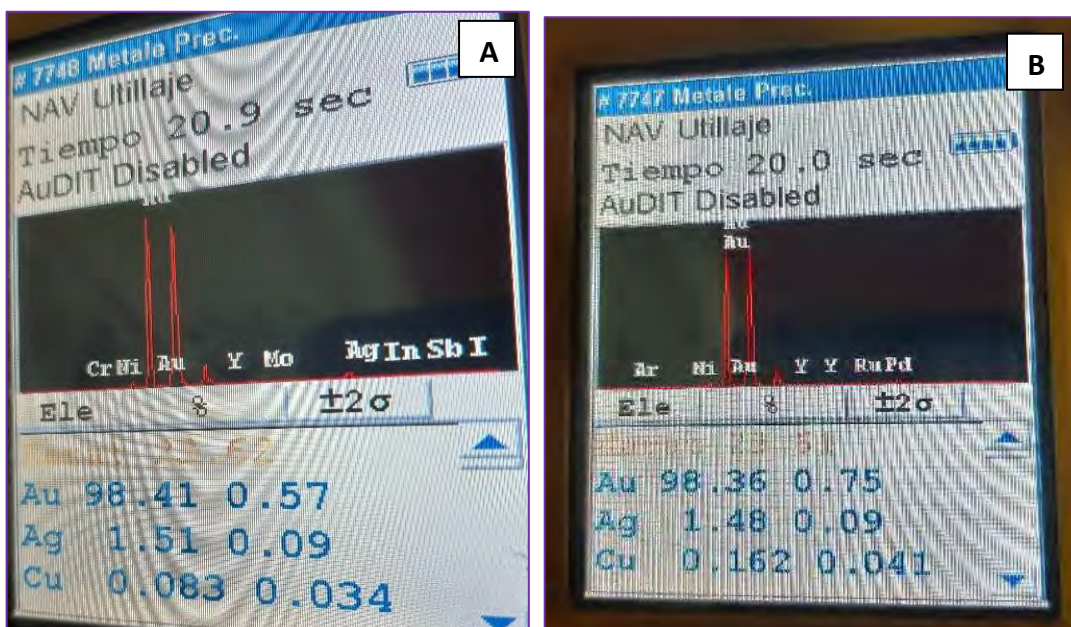 A
# 7748 Metale Prec.
NAV Utillaje
Tiempo 20.9 sec
AuDIT Disabled
Cr Ni Au Y Mo Ag In Sb I
Ele % ±2σ
Au 98.41 0.57
Ag 1.51 0.09
Cu 0.083 0.034
B
# 7747 Metale Prec.
NAV Utillaje
Tiempo 20.0 sec
AuDIT Disabled
Au
Au
Ar Ni Au Y Y Ru Pd
Ele % ±2σ
Au 98.36 0.75
Ag 1.48 0.09
Cu 0.162 0.041